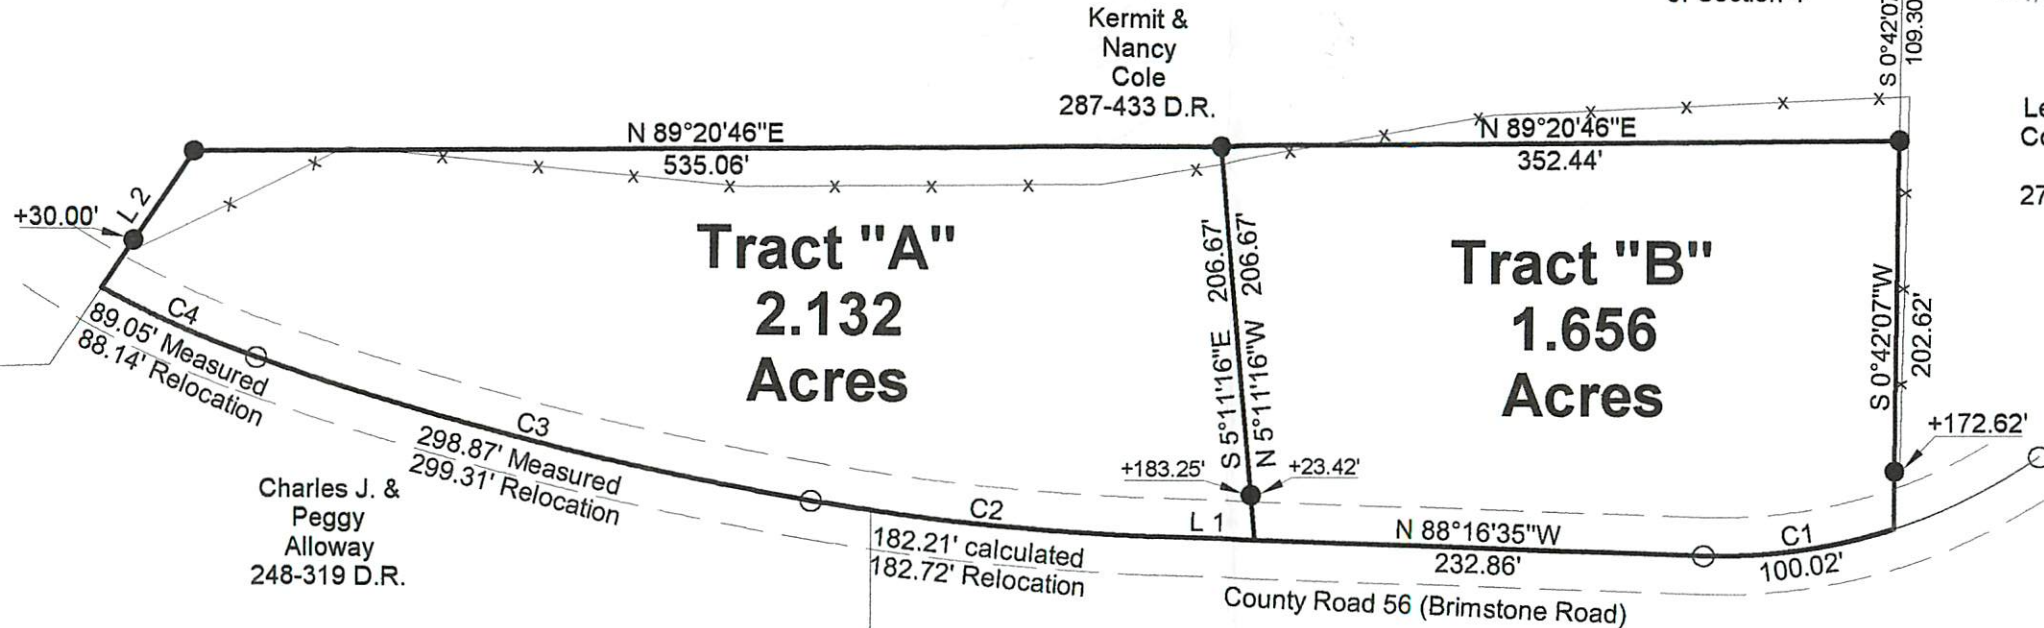 Kermit &
Nancy
Cole
287-433 D.R.
S 0°42'07
109.30
N 89°20'46"E
535.06'
N 89°20'46"E
352.44'
L 2
+30.00'
Tract "A"
2.132
Acres
S 5°11'16"E 206.67'
N 5°11'16"W 206.67'
Tract "B"
1.656
Acres
S 0°42'07"W
202.62'
27
C4
89.05' Measured
88.14' Relocation
C3
298.87' Measured
299.31' Relocation
+183.25'
+23.42'
+172.62'
Charles J. &
Peggy
Alloway
248-319 D.R.
C2
182.21' calculated
182.72' Relocation
L 1
N 88°16'35"W
232.86'
C1
100.02'
County Road 56 (Brimstone Road)